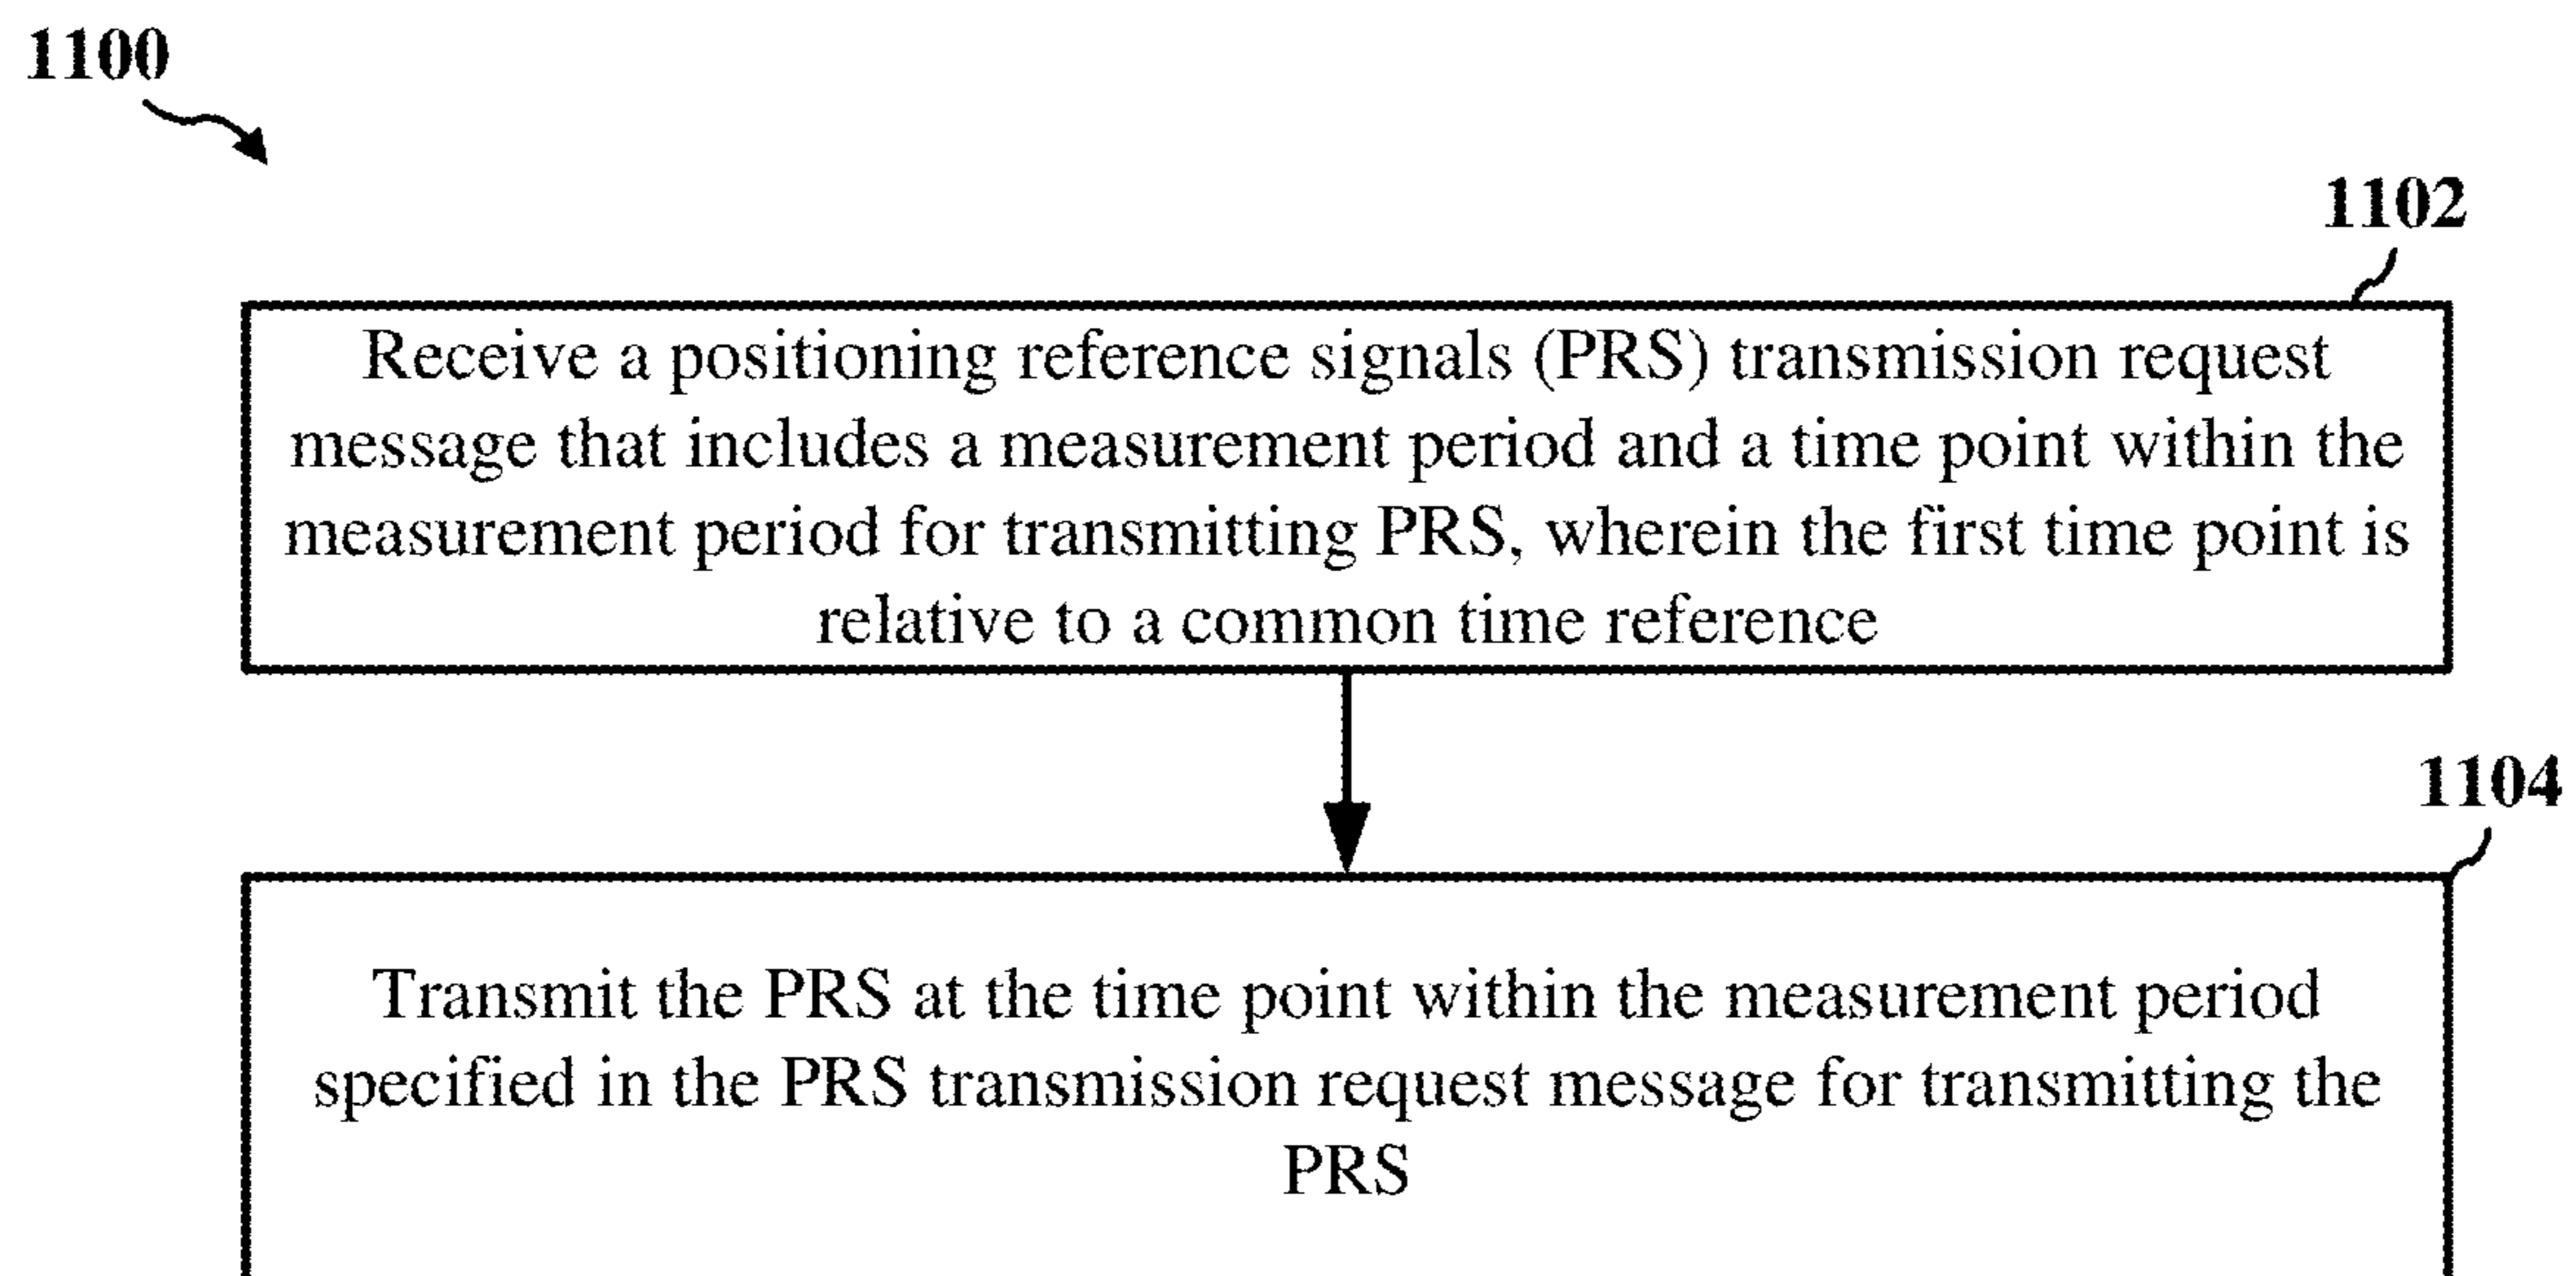 1100
1102
Receive a positioning reference signals (PRS) transmission request
message that includes a measurement period and a time point within the
measurement period for transmitting PRS, wherein the first time point is
relative to a common time reference
1104
Transmit the PRS at the time point within the measurement period
specified in the PRS transmission request message for transmitting the
PRS